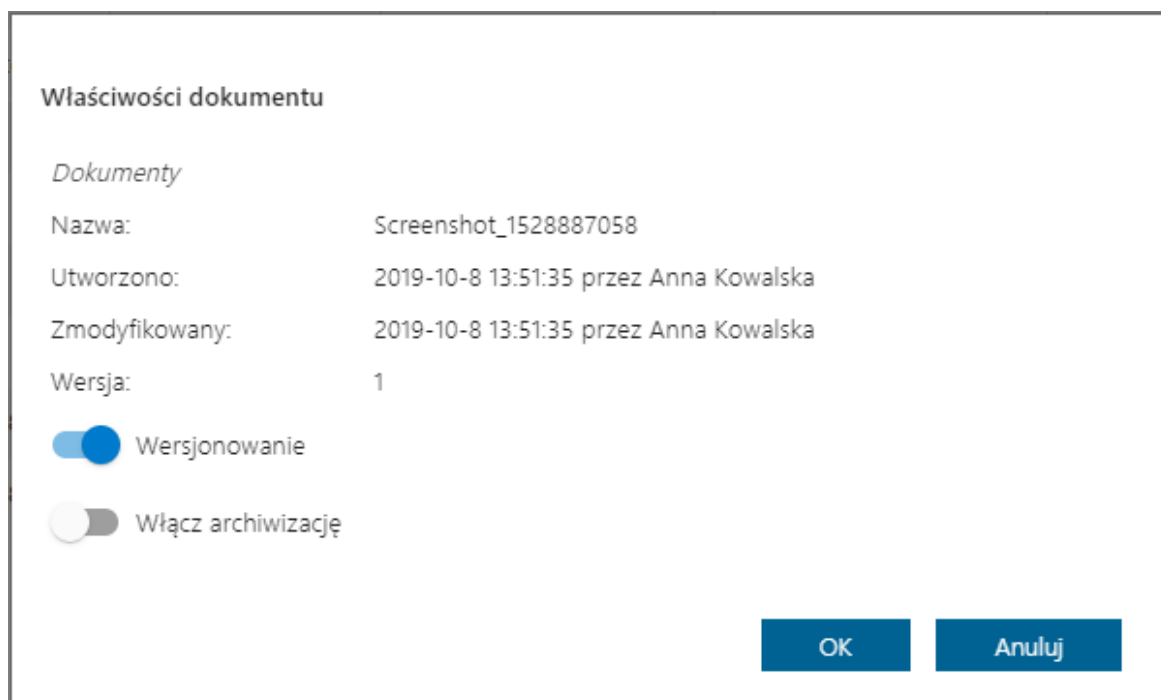 Właściwości dokumentu
Dokumenty
Nazwa: Screenshot_1528887058
Utworzono: 2019-10-8 13:51:35 przez Anna Kowalska
Zmodyfikowany: 2019-10-8 13:51:35 przez Anna Kowalska
Wersja: 1
Wersjonowanie
Włącz archiwizację
OK Anuluj